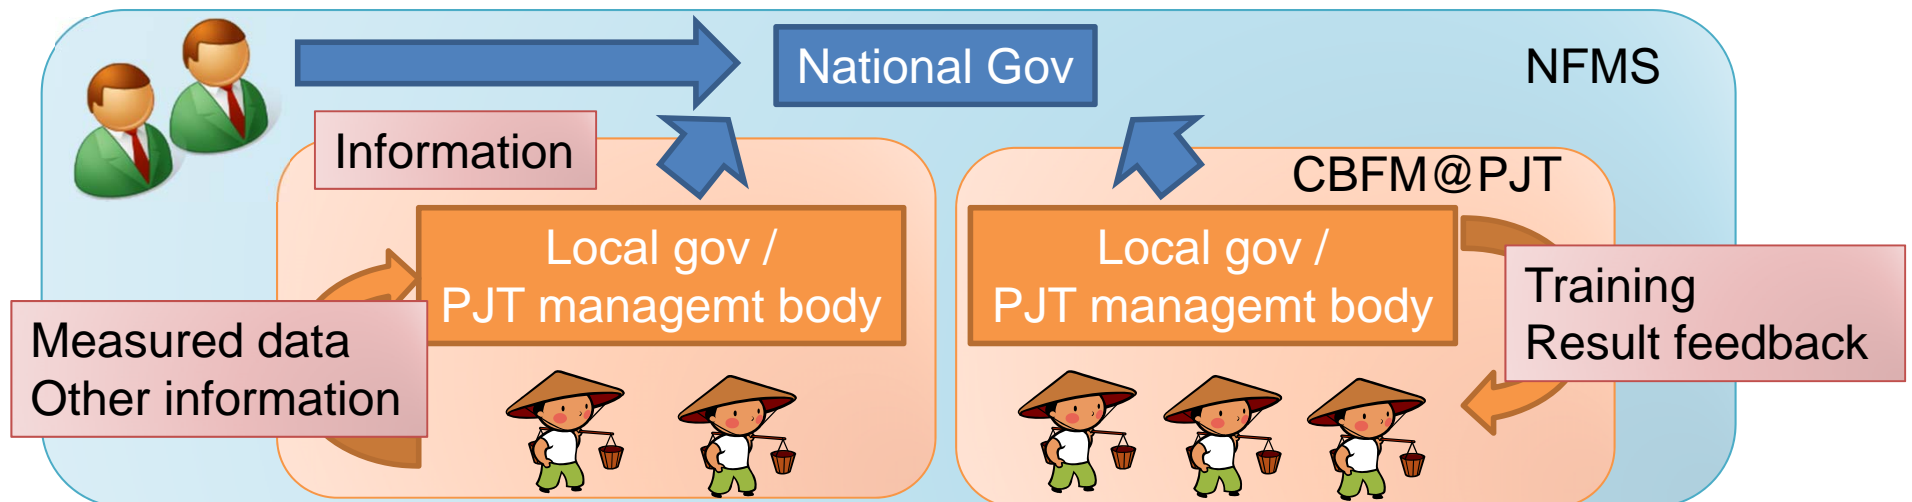 National Gov
NFMS
Information
CBFM@PJT
Local gov /
PJT managemt body
Local gov /
PJT managemt body
Training
Result feedback
Measured data
Other information